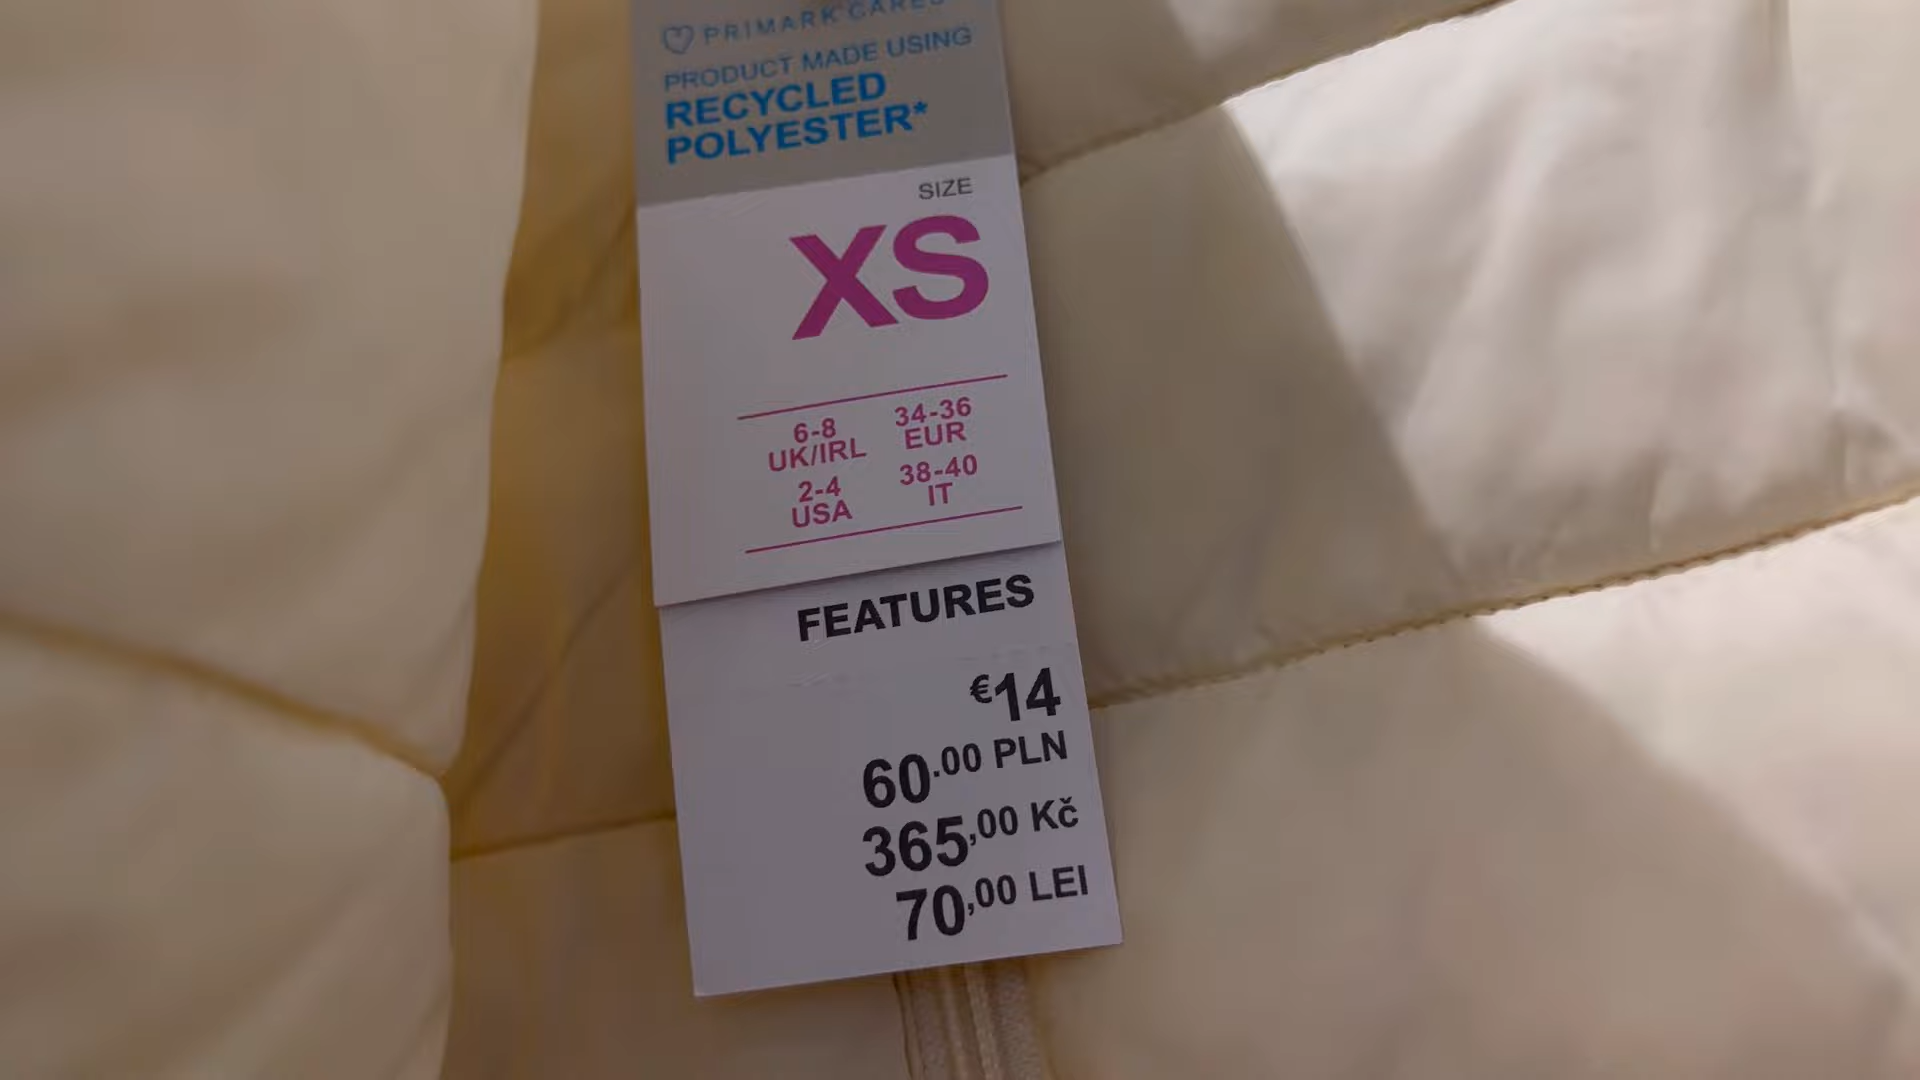 PRIMARK CARES
PRODUCT MADE USING
RECYCLED
POLYESTER*
SIZE
XS
6-8
UK/IRL
34-36
EUR
2-4
USA
38-40
IT
FEATURES
€14
60.00 PLN
365,00 Kč
70,00 LEI